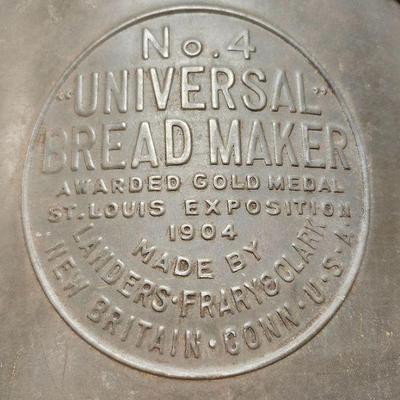 No. 4
"UNIVERSAL"
BREAD MAKER
AWARDED GOLD MEDAL
ST. LOUIS EXPOSITION
1904
MADE BY
LANDERS·FRARY&CLARK
NEW BRITAIN·CONN·U·S·A